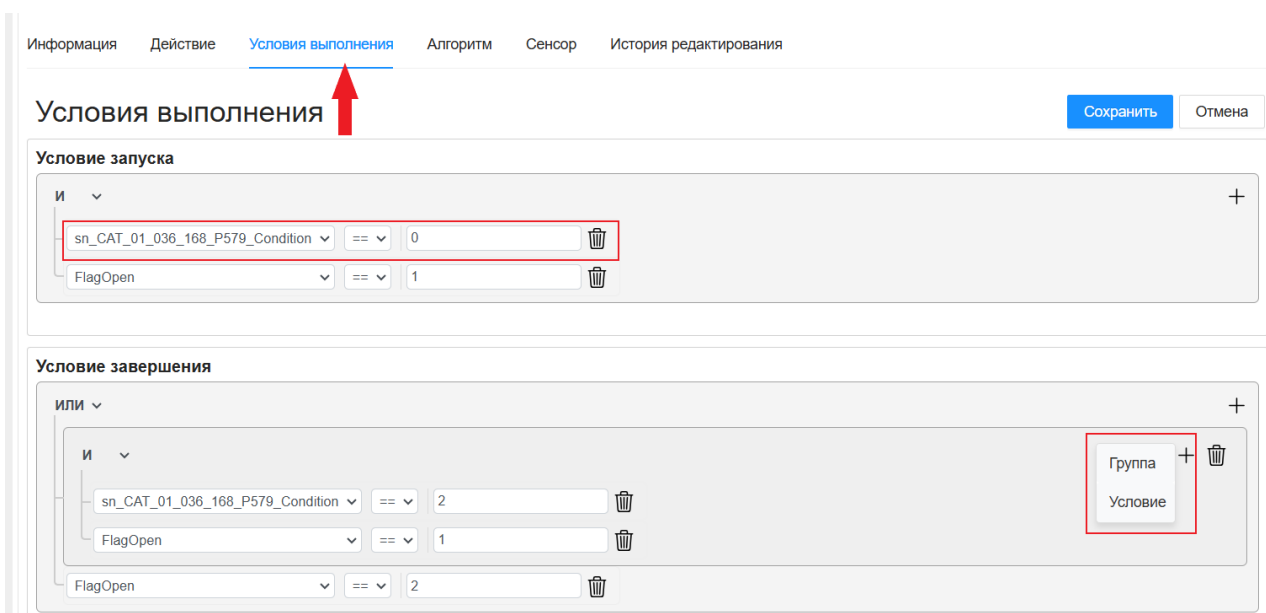 Информация Действие Условия выполнения Алгоритм Сенсор История редактирования
Условия выполнения Сохранить Отмена
Условие запуска
И
sn_CAT_01_036_168_P579_Condition == 0
FlagOpen == 1
Условие завершения
ИЛИ
И
Группа
Условие
sn_CAT_01_036_168_P579_Condition == 2
FlagOpen == 1
FlagOpen == 2